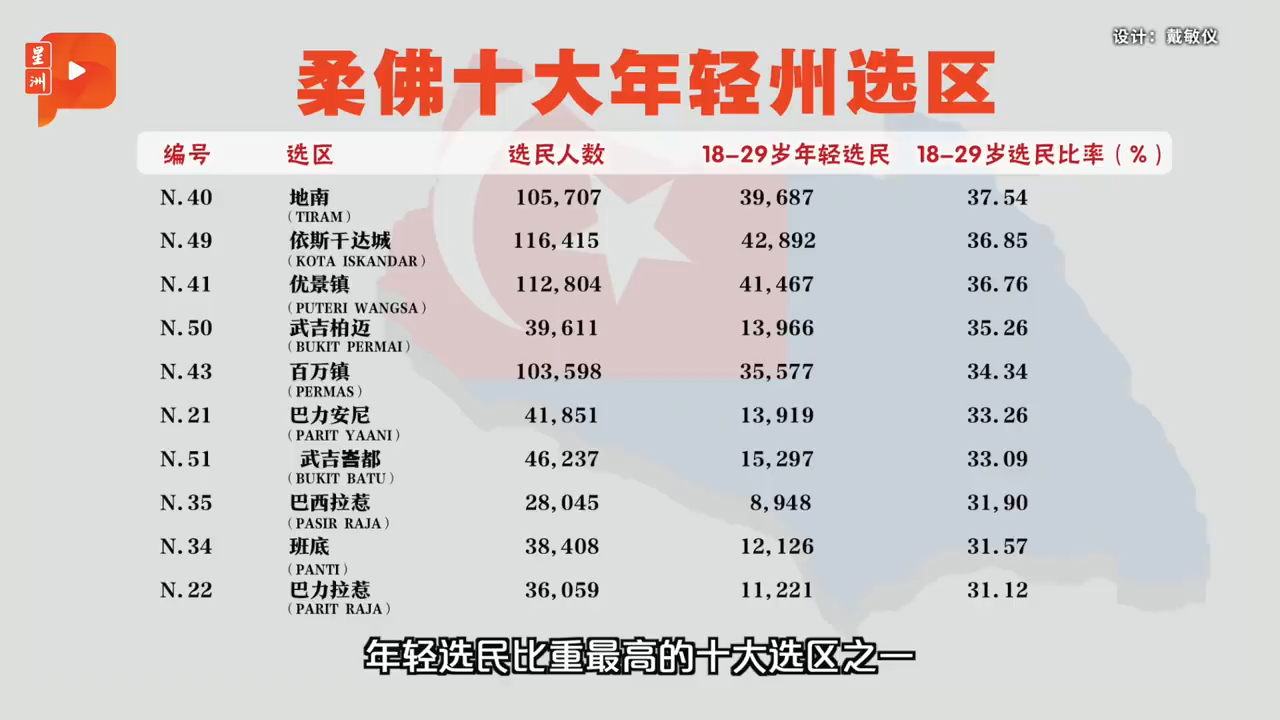 设计：戴敏仪
星洲
柔佛十大年轻州选区
编号 选区 选民人数 18-29岁年轻选民 18-29岁选民比率（%）
N.40 地南 105,707 39,687 37.54
（TIRAM）
N.49 依斯干达城 116,415 42,892 36.85
（KOTA ISKANDAR）
N.41 优景镇 112,804 41,467 36.76
（PUTERI WANGSA）
N.50 武吉柏迈 39,611 13,966 35.26
（BUKIT PERMAI）
N.43 百万镇 103,598 35,577 34.34
（PERMAS）
N.21 巴力安尼 41,851 13,919 33.26
（PARIT YAANI）
N.51 武吉峇都 46,237 15,297 33.09
（BUKIT BATU）
N.35 巴西拉惹 28,045 8,948 31,90
（PASIR RAJA）
N.34 班底 38,408 12,126 31.57
（PANTI）
N.22 巴力拉惹 36,059 11,221 31.12
（PARIT RAJA）
年轻选民比重最高的十大选区之一